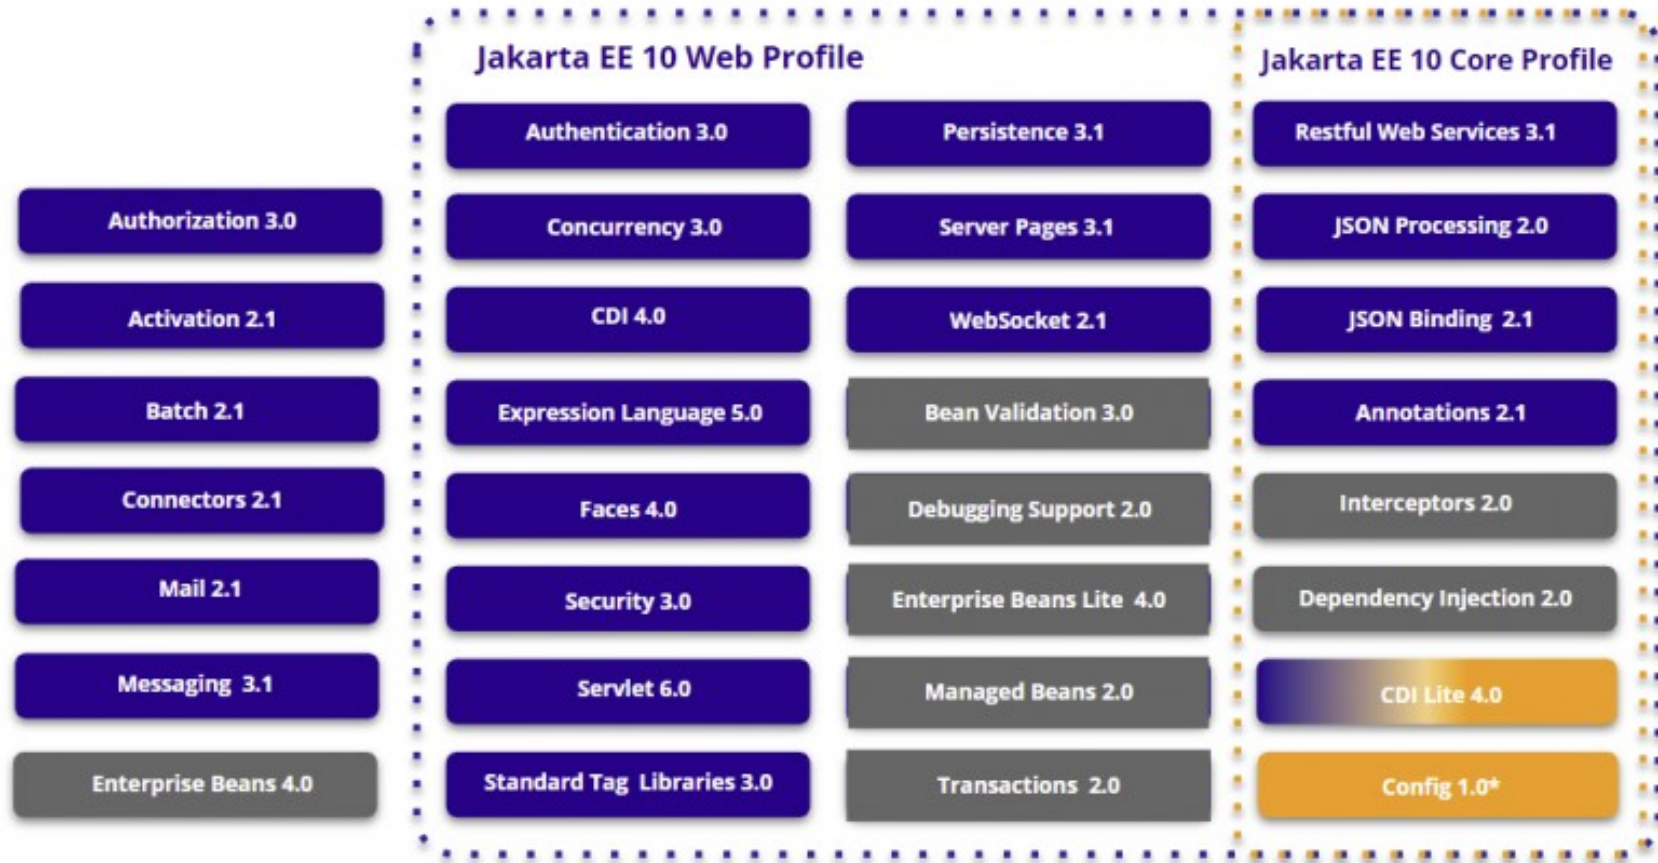 Jakarta EE 10 Web Profile
Jakarta EE 10 Core Profile
Authorization 3.0
Activation 2.1
Batch 2.1
Connectors 2.1
Mail 2.1
Messaging 3.1
Enterprise Beans 4.0
Authentication 3.0
Concurrency 3.0
CDI 4.0
Expression Language 5.0
Faces 4.0
Security 3.0
Servlet 6.0
Standard Tag Libraries 3.0
Persistence 3.1
Server Pages 3.1
WebSocket 2.1
Bean Validation 3.0
Debugging Support 2.0
Enterprise Beans Lite 4.0
Managed Beans 2.0
Transactions 2.0
Restful Web Services 3.1
JSON Processing 2.0
JSON Binding 2.1
Annotations 2.1
Interceptors 2.0
Dependency Injection 2.0
CDI Lite 4.0
Config 1.0*